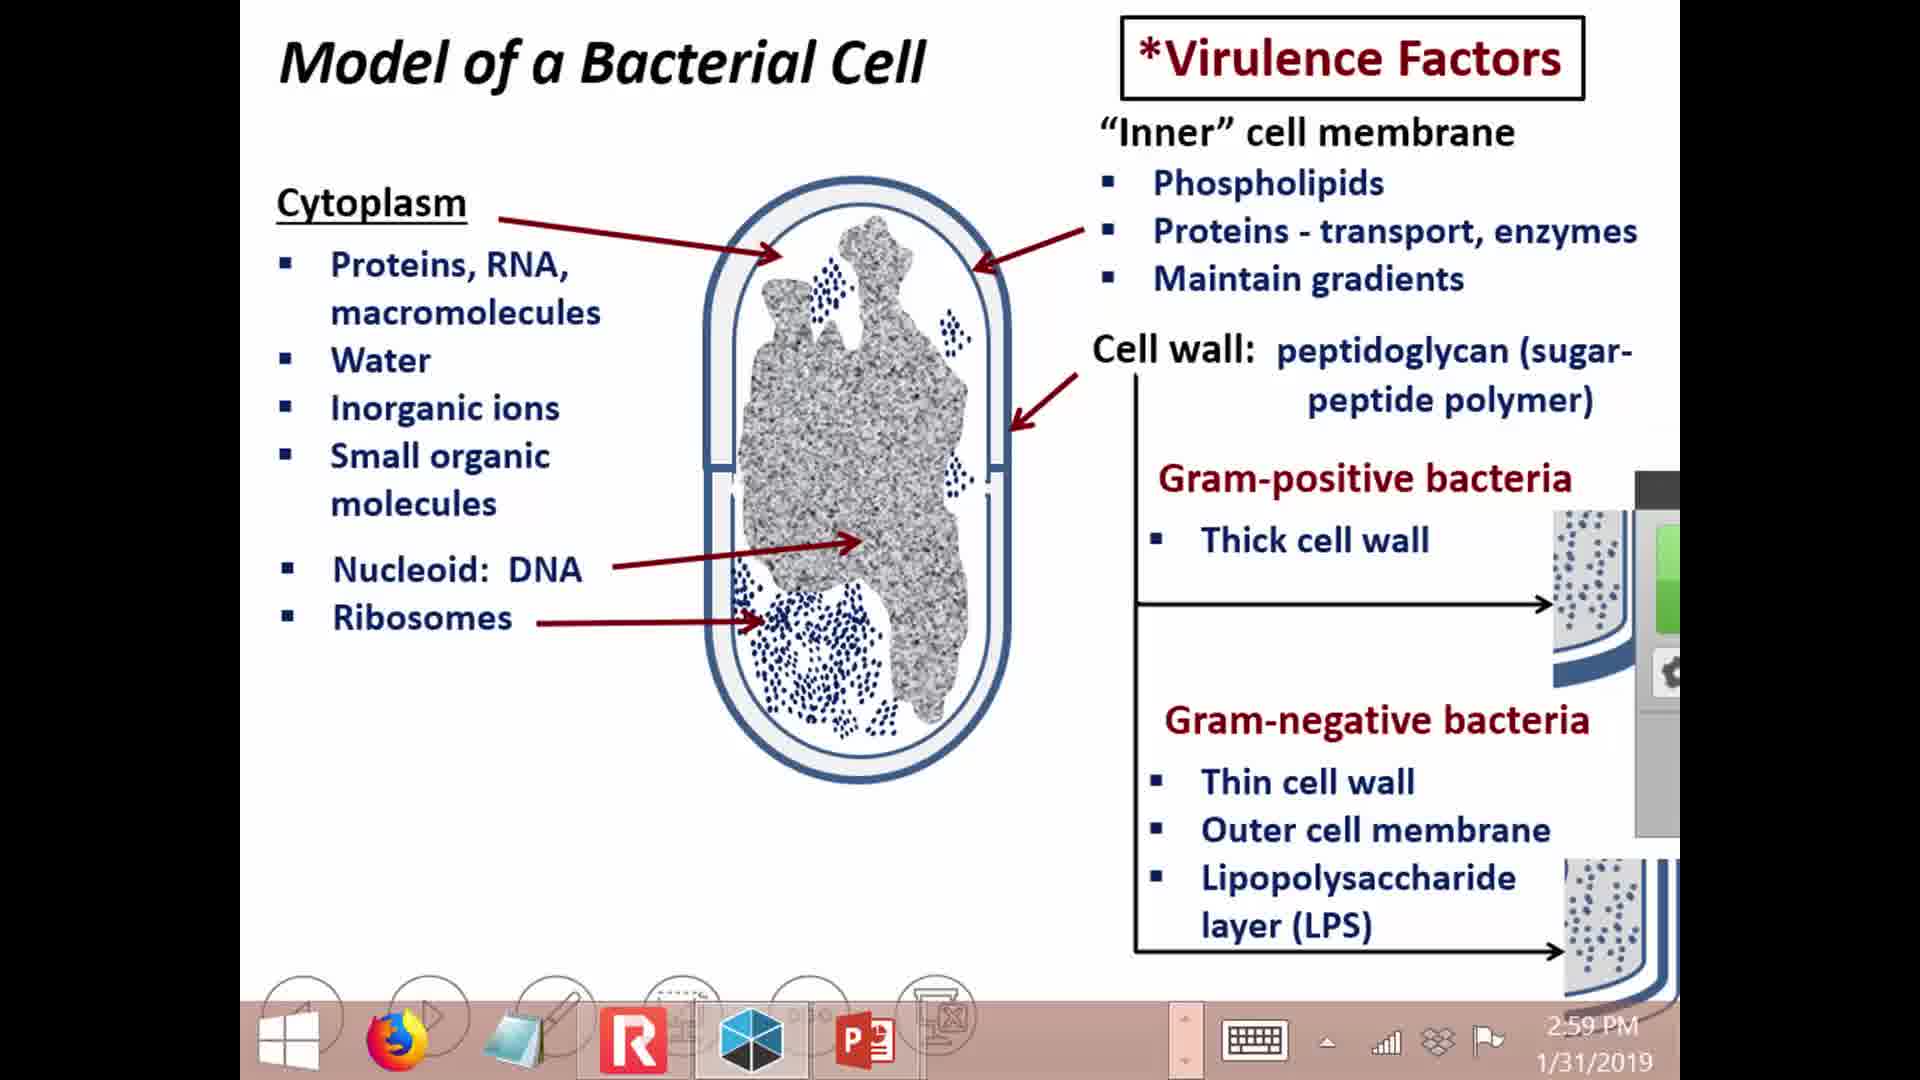 Model of a Bacterial Cell
*Virulence Factors
"Inner" cell membrane
▪ Phospholipids
▪ Proteins - transport, enzymes
▪ Maintain gradients
Cytoplasm
▪ Proteins, RNA,
macromolecules
▪ Water
▪ Inorganic ions
▪ Small organic
molecules
▪ Nucleoid: DNA
▪ Ribosomes
Cell wall: peptidoglycan (sugar-
peptide polymer)
Gram-positive bacteria
▪ Thick cell wall
Gram-negative bacteria
▪ Thin cell wall
▪ Outer cell membrane
▪ Lipopolysaccharide
layer (LPS)
2:59 PM
1/31/2019